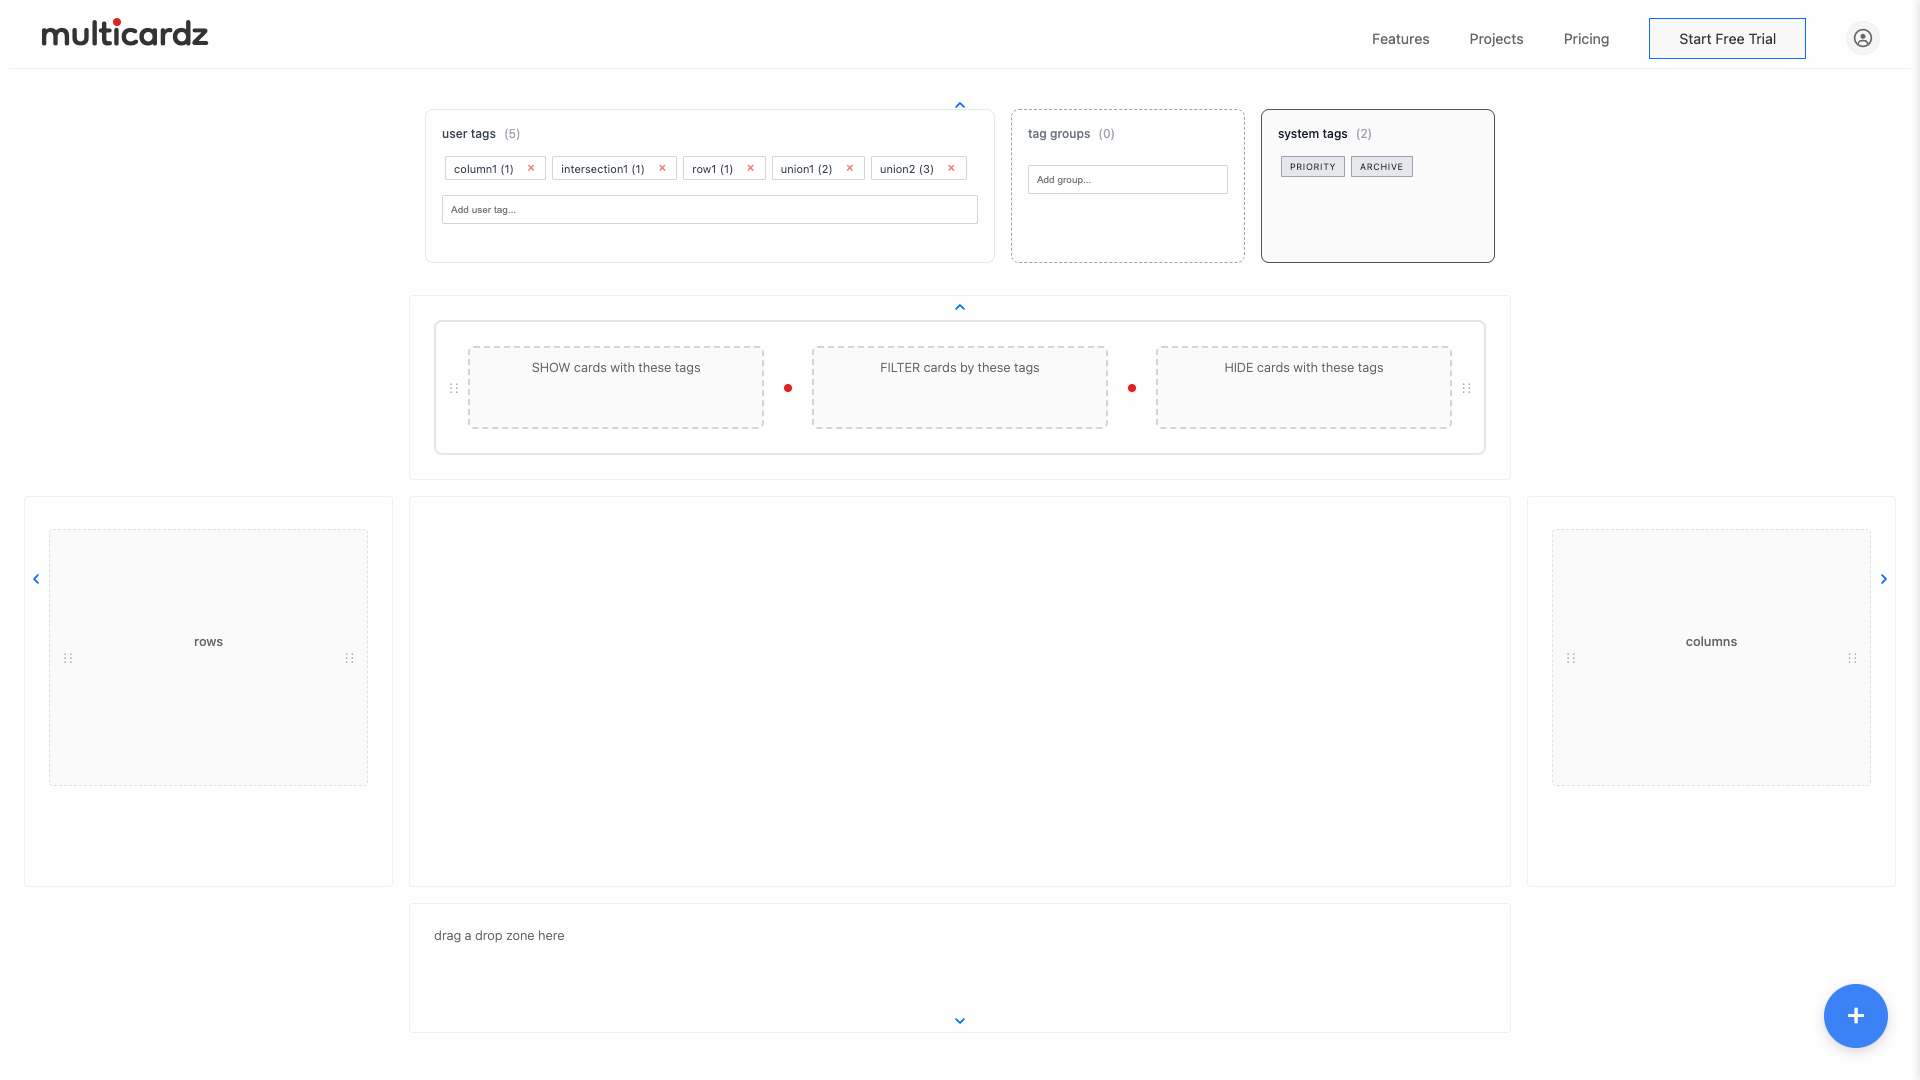 multicardz
Features
Projects
Pricing
Start Free Trial
user tags (5)
column1 (1) ×
intersection1 (1) ×
row1 (1) ×
union1 (2) ×
union2 (3) ×
Add user tag...
tag groups (0)
Add group...
system tags (2)
PRIORITY
ARCHIVE
SHOW cards with these tags
FILTER cards by these tags
HIDE cards with these tags
rows
columns
drag a drop zone here
+